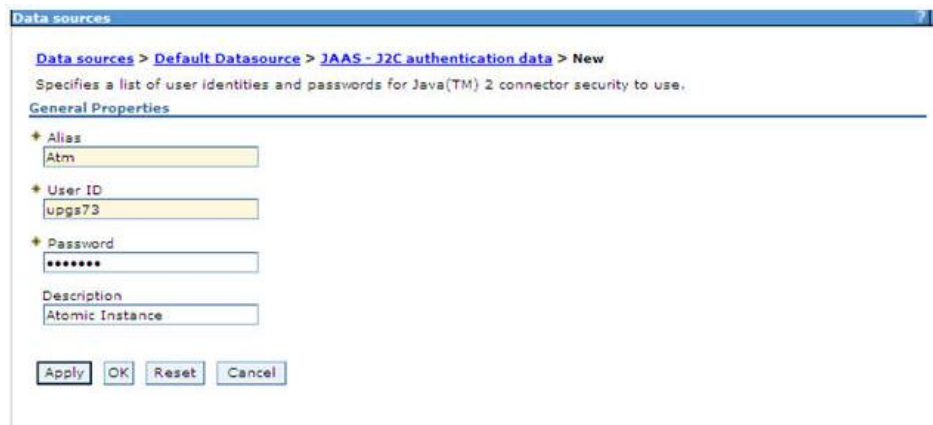 Data sources ?
Data sources > Default Datasource > JAAS - J2C authentication data > New
Specifies a list of user identities and passwords for Java(TM) 2 connector security to use.
General Properties
Alias
Atm
User ID
upgs73
Password
•••••••
Description
Atomic Instance
Apply OK Reset Cancel